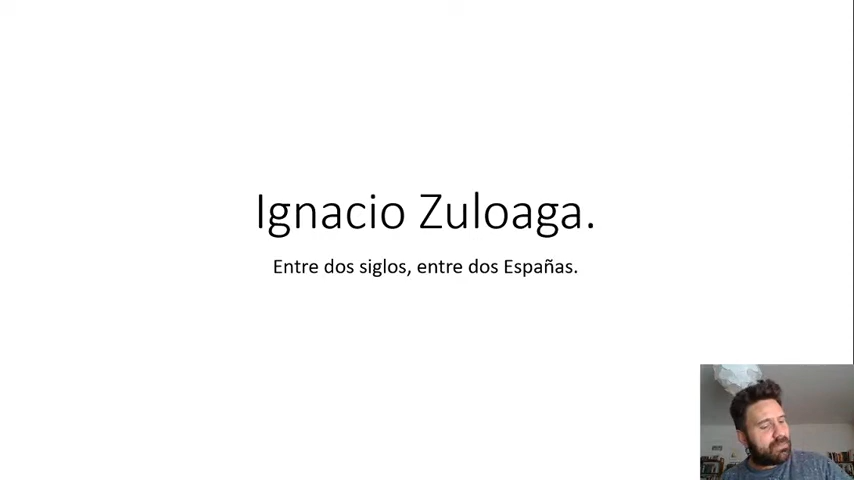 Ignacio Zuloaga.
Entre dos siglos, entre dos Españas.